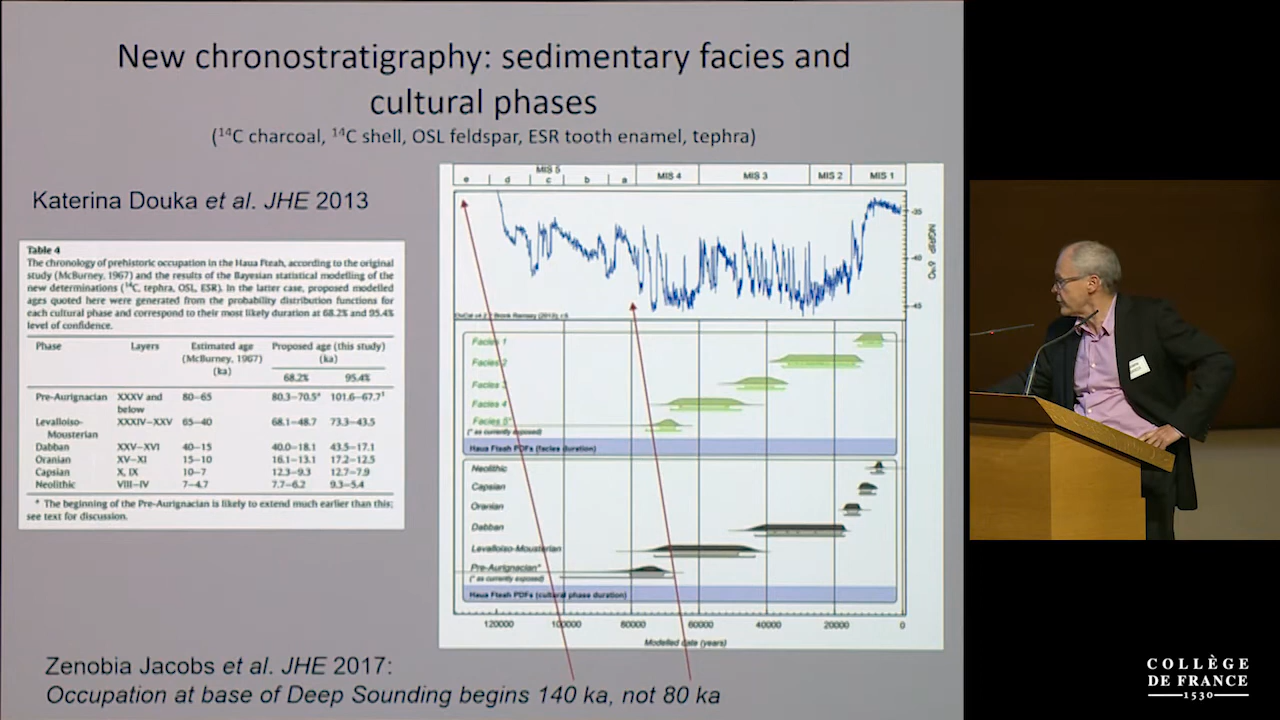 New chronostratigraphy: sedimentary facies and
cultural phases
(¹⁴C charcoal, ¹⁴C shell, OSL feldspar, ESR tooth enamel, tephra)
Katerina Douka et al. JHE 2013
Table 4
The chronology of prehistoric occupation in the Haua Fteah, according to the original
study (McBurney, 1967) and the results of the Bayesian statistical modelling of the
new determinations (¹⁴C, tephra, OSL, ESR). In the latter case, proposed modelled
ages quoted here were generated from the probability distribution functions for
each cultural phase and correspond to their most likely duration at 68.2% and 95.4%
level of confidence.
Phase Layers Estimated age Proposed age (this study)
(McBurney, 1967) (ka)
(ka)
68.2% 95.4%
Pre-Aurignacian XXXV and 80–65 80.3–70.5 101.6–67.7
below
Levalloiso- XXXIV–XXV 65–40 68.1–48.7 73.3–43.5
Mousterian
Dabban XXV–XVI 40–15 40.0–18.1 43.5–17.1
Oranian XV–XI 15–10 16.1–13.1 17.2–12.5
Capsian X, IX 10–7 12.3–9.3 12.7–7.9
Neolithic VIII–IV 7–4.7 7.7–6.2 9.3–5.4
* The beginning of the Pre-Aurignacian is likely to extend much earlier than this;
see text for discussion.
MIS 5
e d c b a MIS 4 MIS 3 MIS 2 MIS 1
-35
-40
-45
NGRIP δ¹⁸O
Facies 1
Facies 2
Facies 3
Facies 4
Facies 5*
(* as currently exposed)
Haua Fteah PDFs (facies duration)
Neolithic
Capsian
Oranian
Dabban
Levalloiso-Mousterian
Pre-Aurignacian*
(* as currently exposed)
Haua Fteah PDFs (cultural phase duration)
120000 100000 80000 60000 40000 20000 0
Modelled date (years)
Zenobia Jacobs et al. JHE 2017:
Occupation at base of Deep Sounding begins 140 ka, not 80 ka
COLLÈGE
DE FRANCE
1530